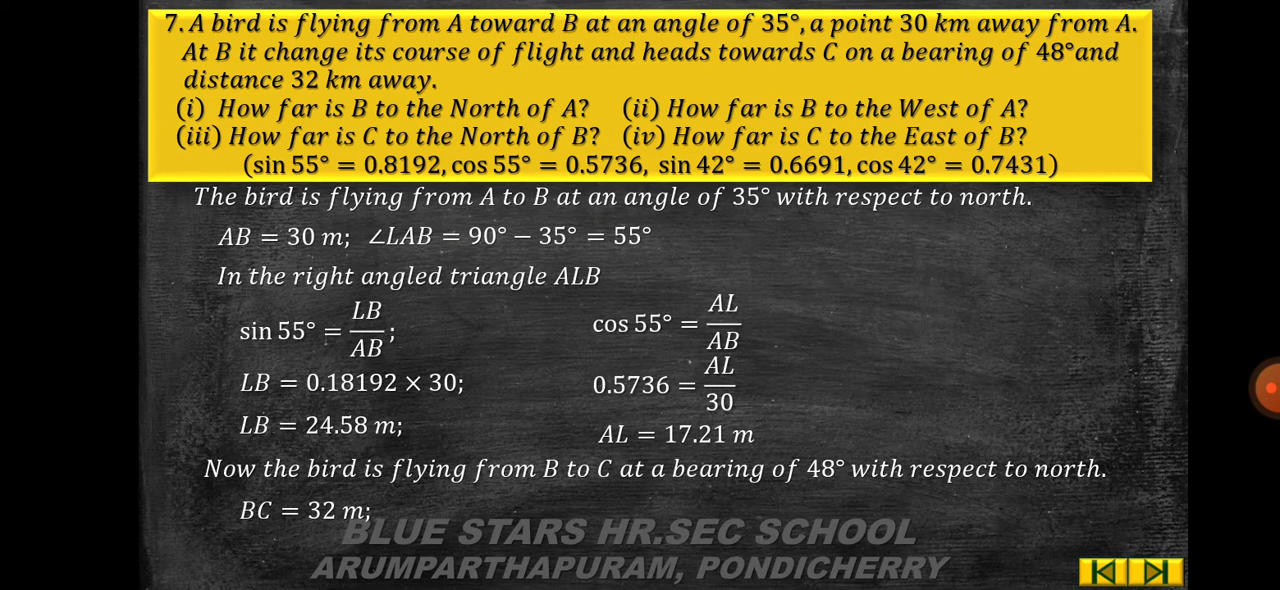 7. A bird is flying from A toward B at an angle of 35°, a point 30 km away from A.
At B it change its course of flight and heads towards C on a bearing of 48°and
distance 32 km away.
(i) How far is B to the North of A? (ii) How far is B to the West of A?
(iii) How far is C to the North of B? (iv) How far is C to the East of B?
(sin 55° = 0.8192, cos 55° = 0.5736, sin 42° = 0.6691, cos 42° = 0.7431)
The bird is flying from A to B at an angle of 35° with respect to north.
AB = 30 m; ∠LAB = 90° − 35° = 55°
In the right angled triangle ALB
sin 55° = LB/AB; cos 55° = AL/AB
LB = 0.18192 × 30; 0.5736 = AL/30
LB = 24.58 m; AL = 17.21 m
Now the bird is flying from B to C at a bearing of 48° with respect to north.
BC = 32 m;
BLUE STARS HR.SEC SCHOOL
ARUMPARTHAPURAM, PONDICHERRY